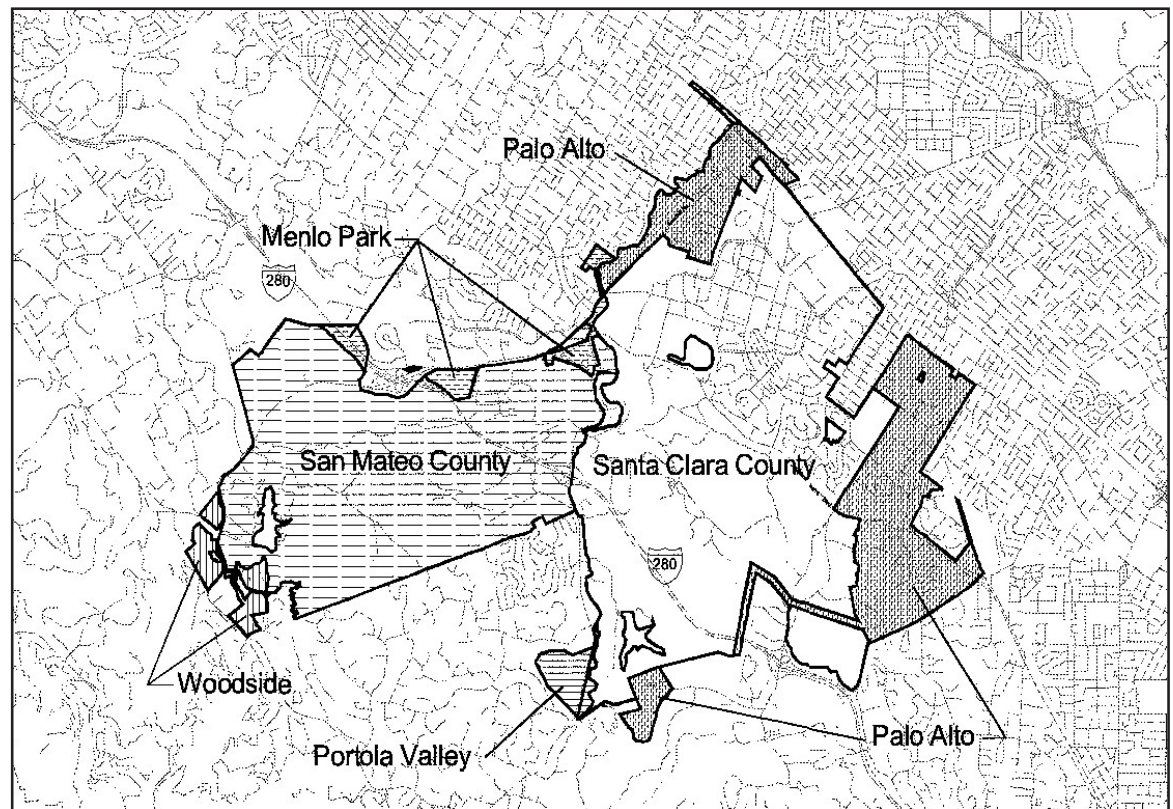 Palo Alto
Menlo Park
280
San Mateo County
Santa Clara County
280
Woodside
Portola Valley
Palo Alto